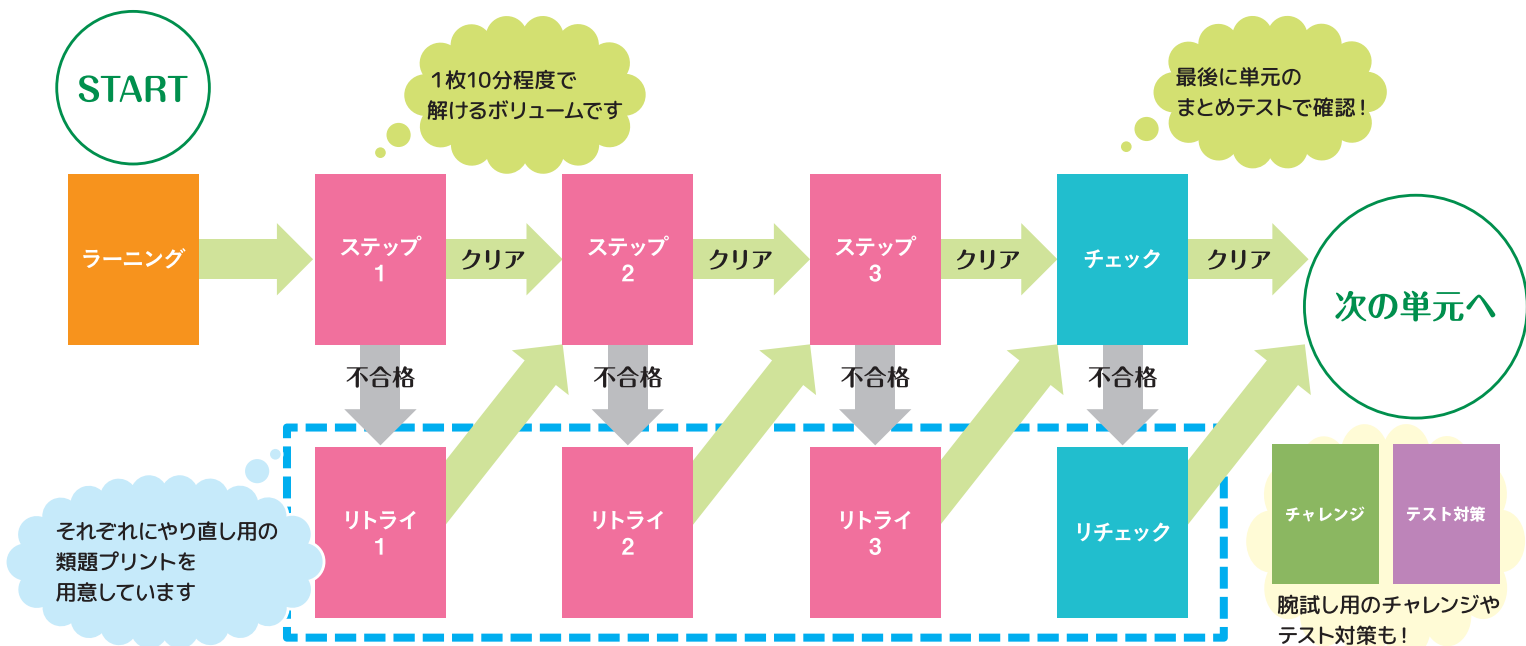 START
1枚10分程度で
解けるボリュームです
最後に単元の
まとめテストで確認！
ラーニング
ステップ
1
クリア
ステップ
2
クリア
ステップ
3
クリア
チェック
クリア
次の単元へ
不合格
不合格
不合格
不合格
それぞれにやり直し用の
類題プリントを
用意しています
リトライ
1
リトライ
2
リトライ
3
リチェック
チャレンジ
テスト対策
腕試し用のチャレンジや
テスト対策も！